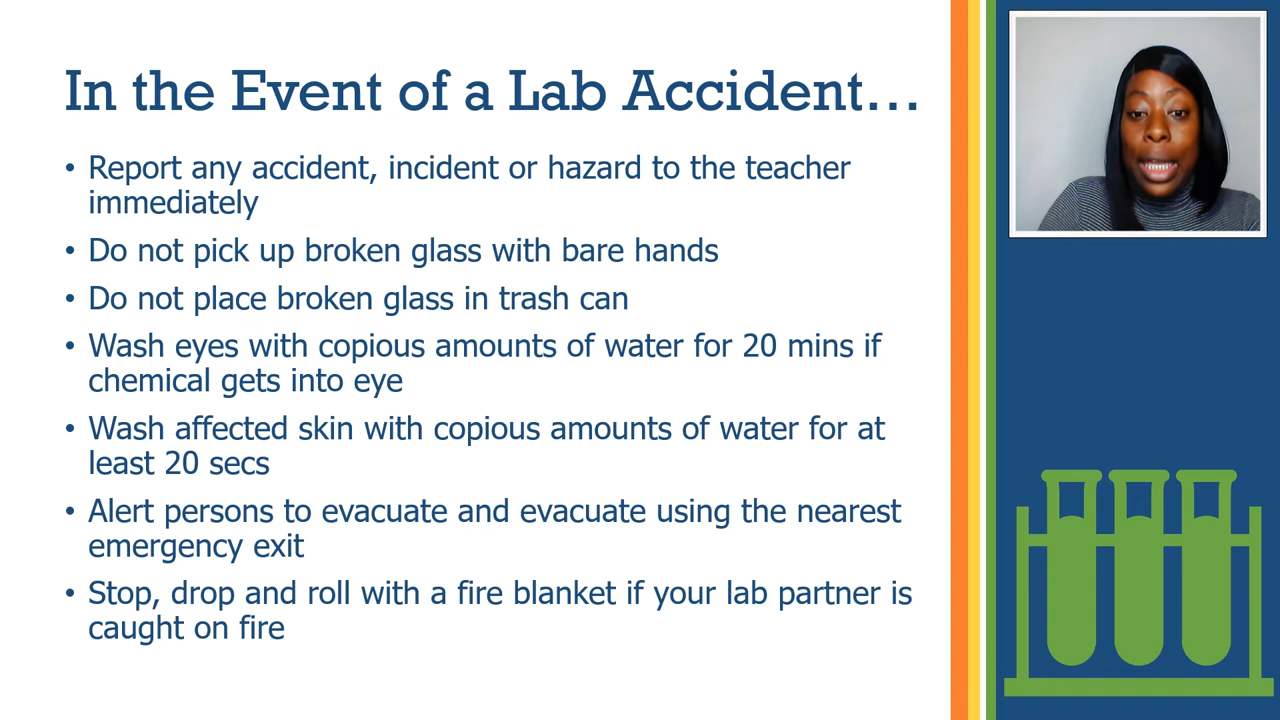 In the Event of a Lab Accident...
• Report any accident, incident or hazard to the teacher
immediately
• Do not pick up broken glass with bare hands
• Do not place broken glass in trash can
• Wash eyes with copious amounts of water for 20 mins if
chemical gets into eye
• Wash affected skin with copious amounts of water for at
least 20 secs
• Alert persons to evacuate and evacuate using the nearest
emergency exit
• Stop, drop and roll with a fire blanket if your lab partner is
caught on fire